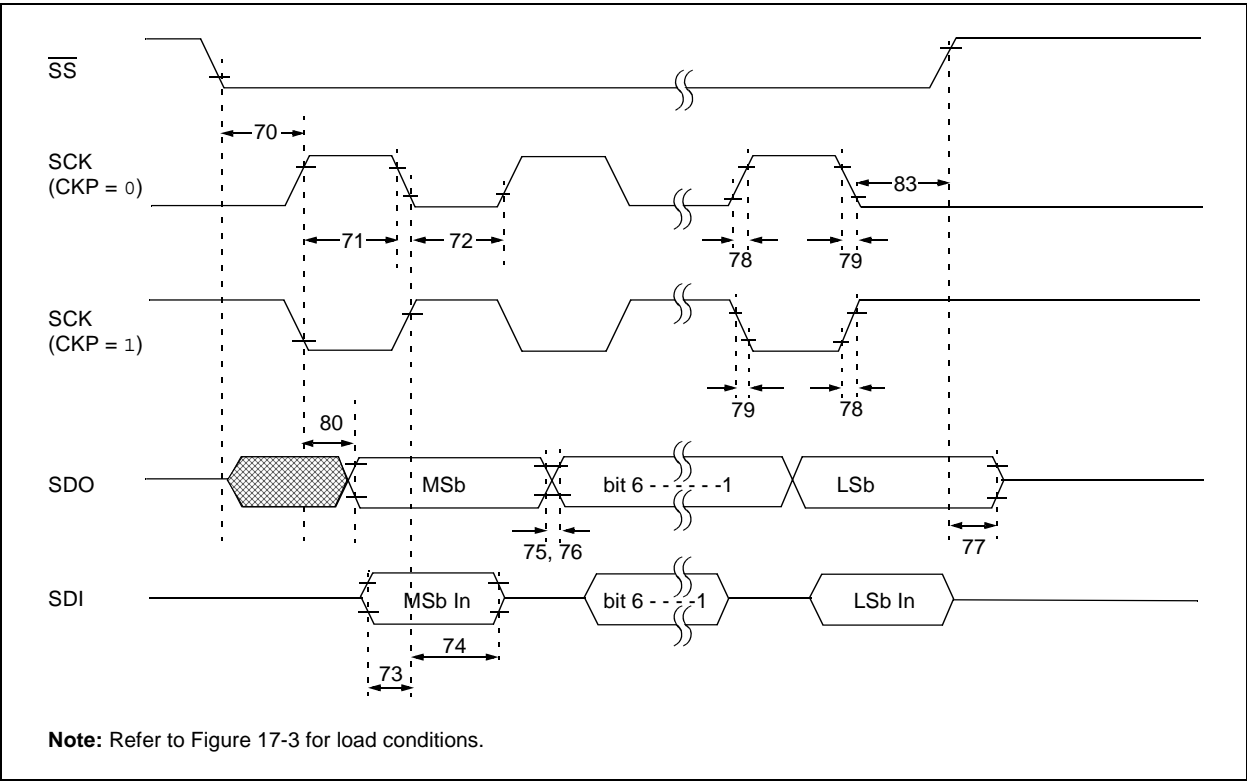 SS
70
SCK
(CKP = 0)
83
71
72
78
79
SCK
(CKP = 1)
79
78
80
SDO
MSb
bit 6 - - - - - -1
LSb
75, 76
77
SDI
MSb In
bit 6 - - - -1
LSb In
74
73
Note: Refer to Figure 17-3 for load conditions.